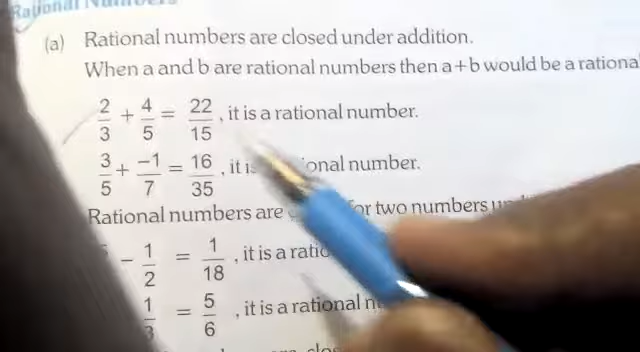 Rational Numbers
(a) Rational numbers are closed under addition.
When a and b are rational numbers then a+b would be a rationa
2/3 + 4/5 = 22/15 , it is a rational number.
3/5 + -1/7 = 16/35 , it is onal number.
Rational numbers are for two numbers
- 1/2 = 1/18 , it is a ratio
1/3 = 5/6 , it is a rational n